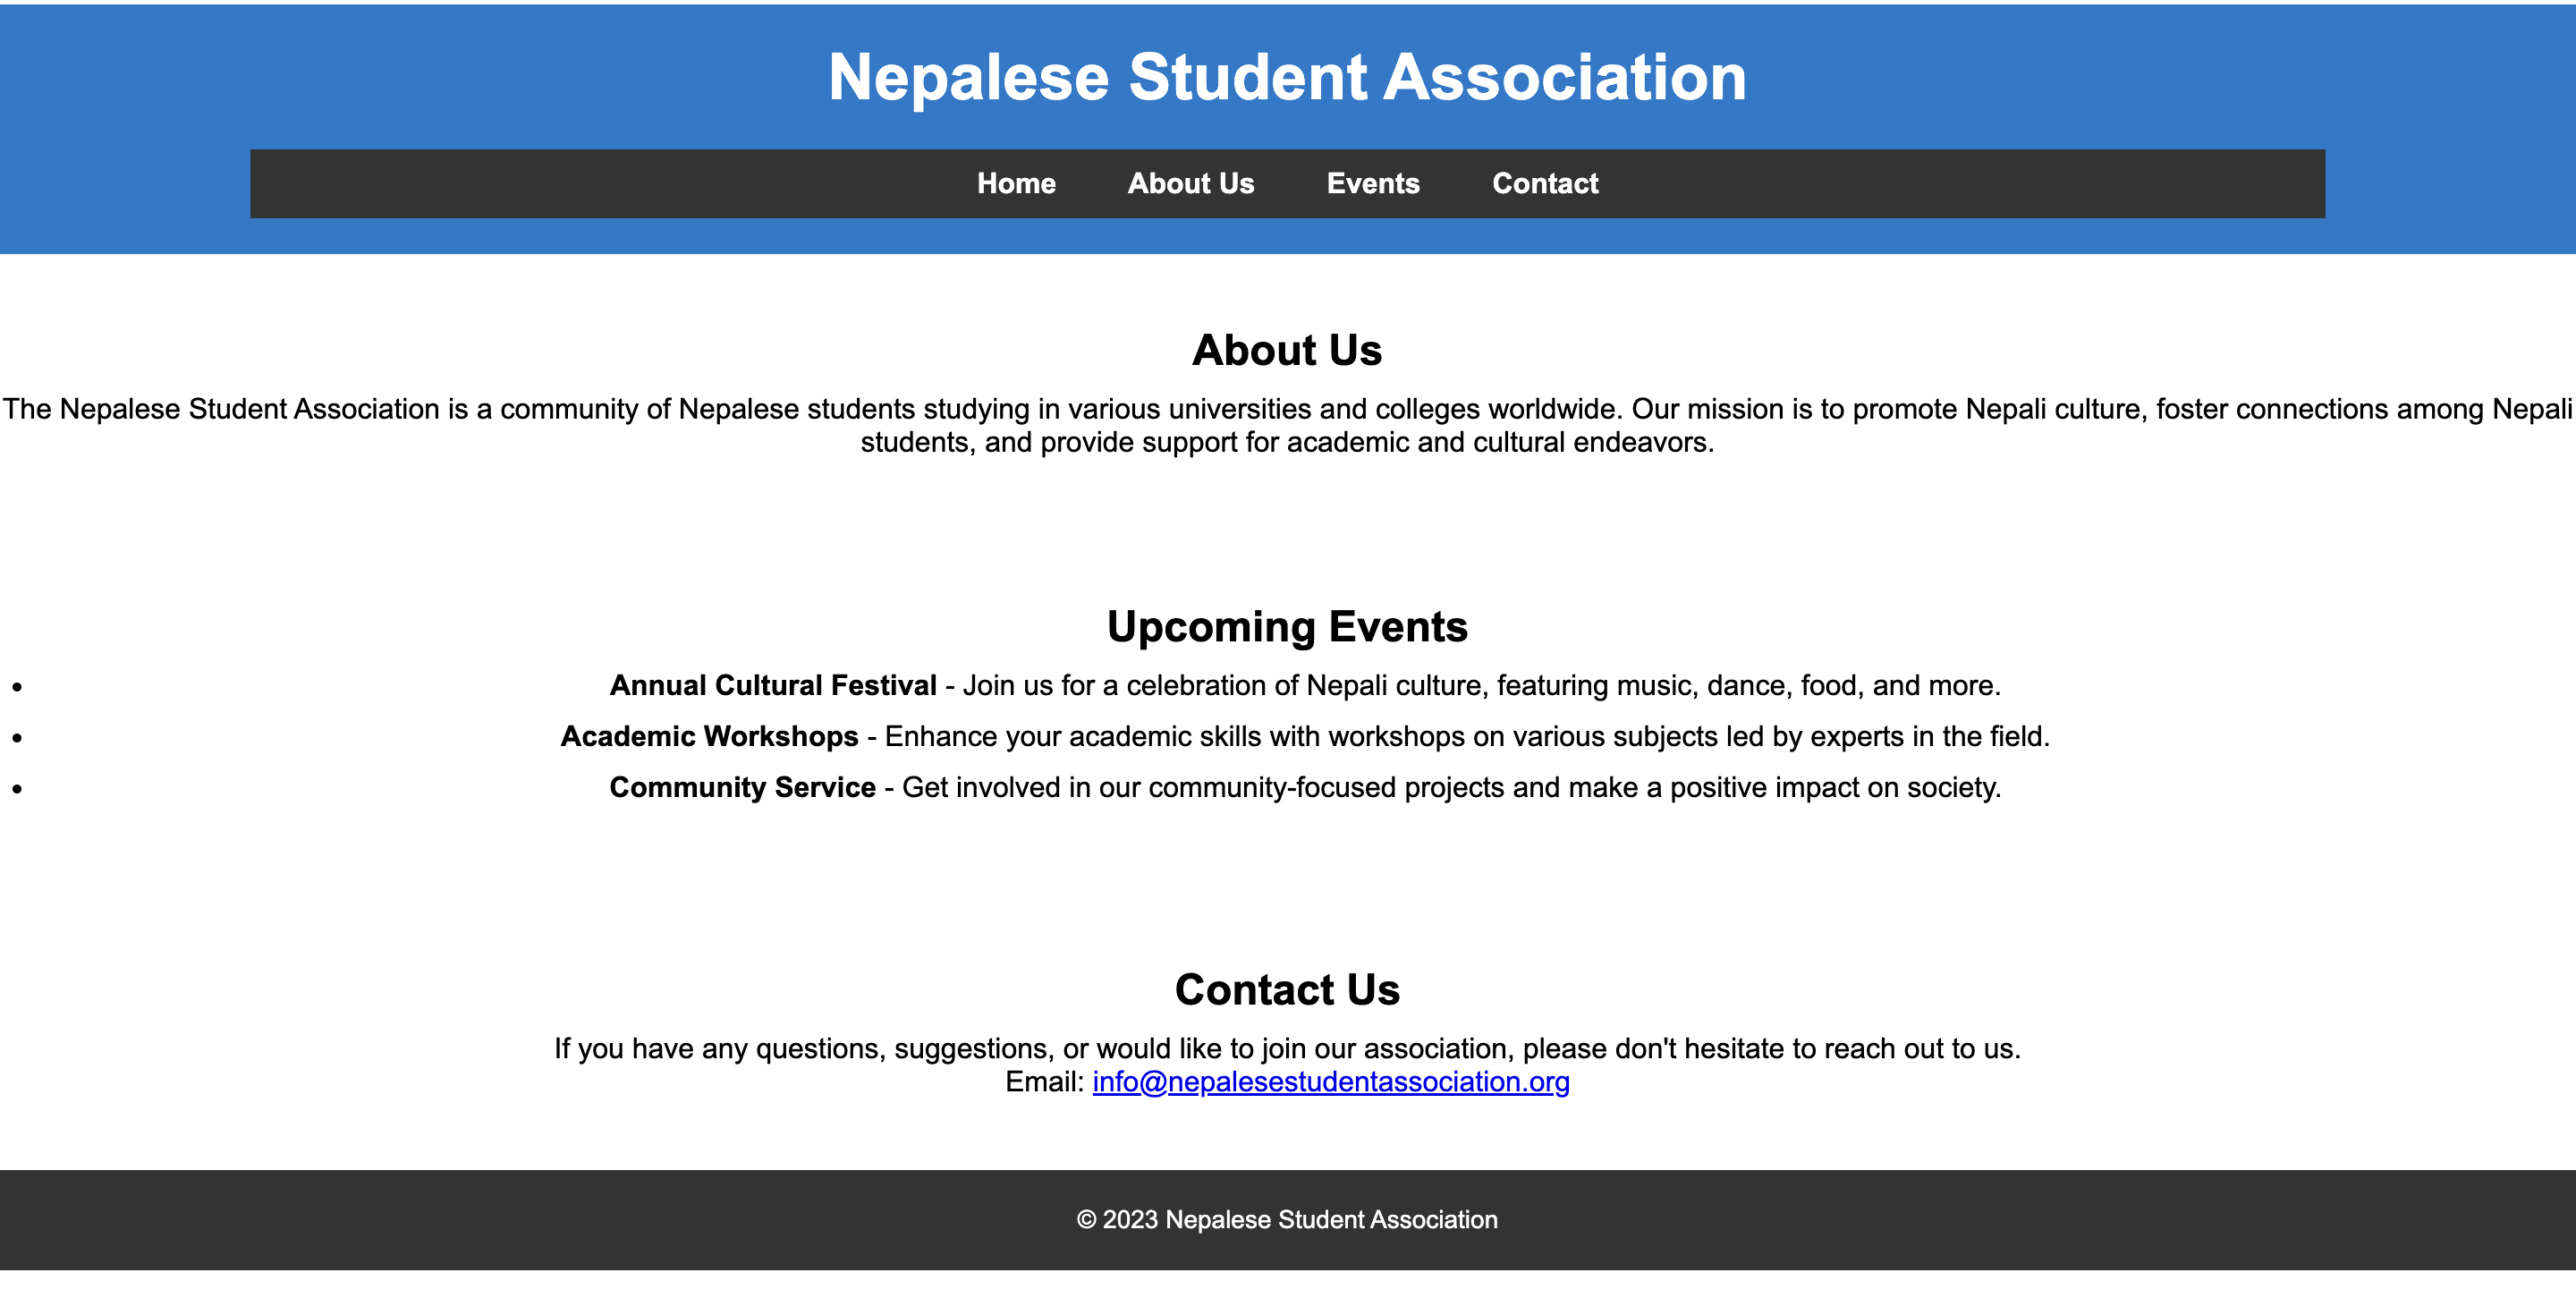 Nepalese Student Association
Home About Us Events Contact
About Us
The Nepalese Student Association is a community of Nepalese students studying in various universities and colleges worldwide. Our mission is to promote Nepali culture, foster connections among Nepali
students, and provide support for academic and cultural endeavors.
Upcoming Events
• Annual Cultural Festival - Join us for a celebration of Nepali culture, featuring music, dance, food, and more.
• Academic Workshops - Enhance your academic skills with workshops on various subjects led by experts in the field.
• Community Service - Get involved in our community-focused projects and make a positive impact on society.
Contact Us
If you have any questions, suggestions, or would like to join our association, please don't hesitate to reach out to us.
Email: info@nepalesestudentassociation.org
© 2023 Nepalese Student Association